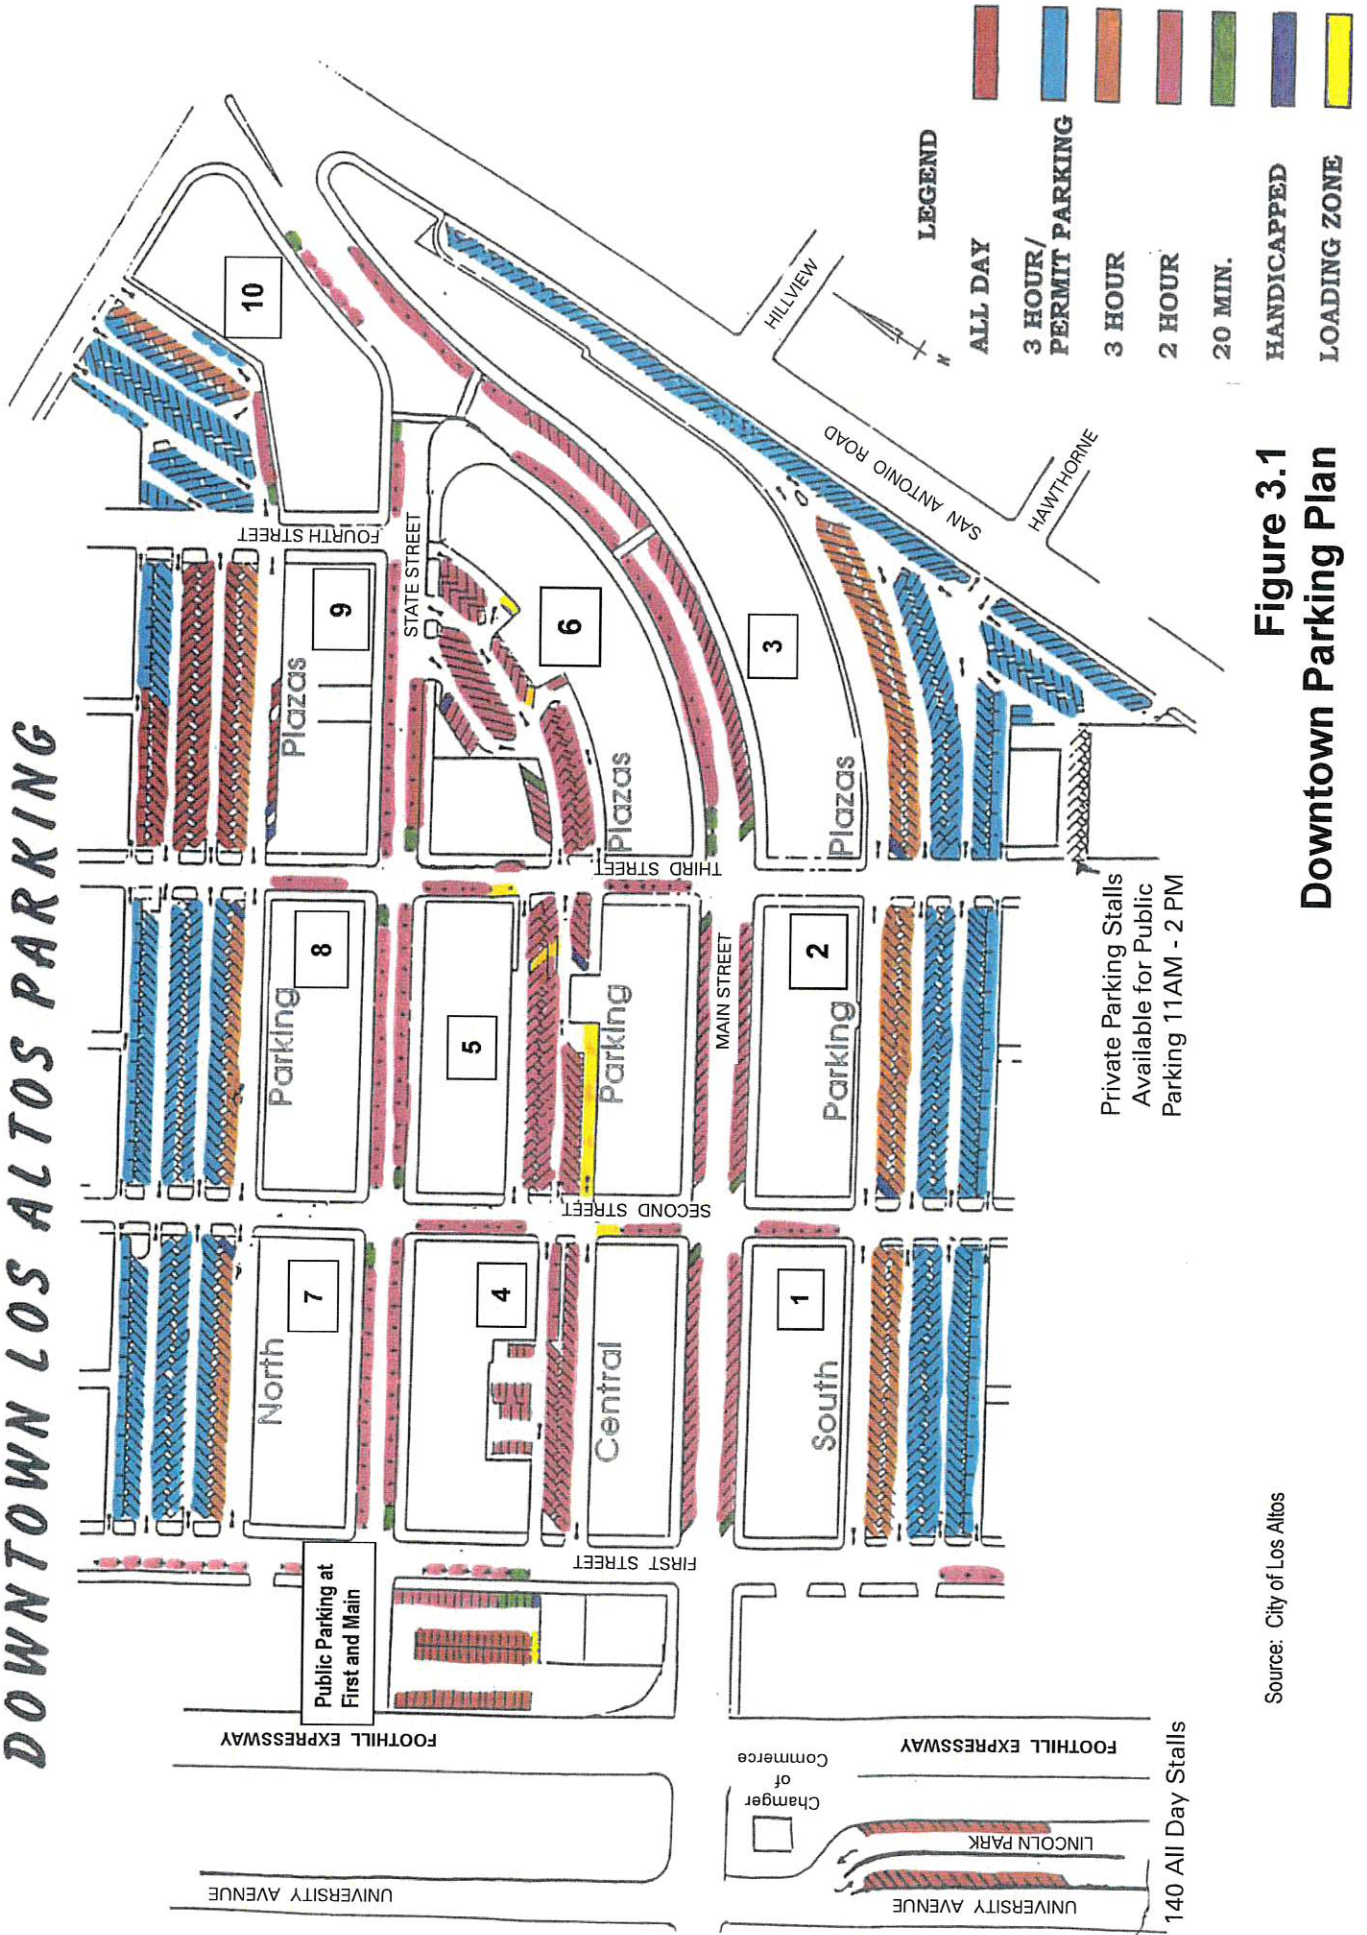 DOWNTOWN LOS ALTOS PARKING
LEGEND
ALL DAY
3 HOUR/
PERMIT PARKING
3 HOUR
2 HOUR
20 MIN.
HANDICAPPED
LOADING ZONE
Figure 3.1
Downtown Parking Plan
North
Parking
Plazas
7
8
9
10
Central
Parking
Plazas
4
5
6
South
Parking
Plazas
1
2
3
Public Parking at
First and Main
FOOTHILL EXPRESSWAY
FOOTHILL EXPRESSWAY
UNIVERSITY AVENUE
UNIVERSITY AVENUE
LINCOLN PARK
Chamger
of
Commerce
140 All Day Stalls
FIRST STREET
SECOND STREET
THIRD STREET
FOURTH STREET
STATE STREET
MAIN STREET
SAN ANTONIO ROAD
HILLVIEW
HAWTHORNE
N
Private Parking Stalls
Available for Public
Parking 11AM - 2 PM
Source: City of Los Altos